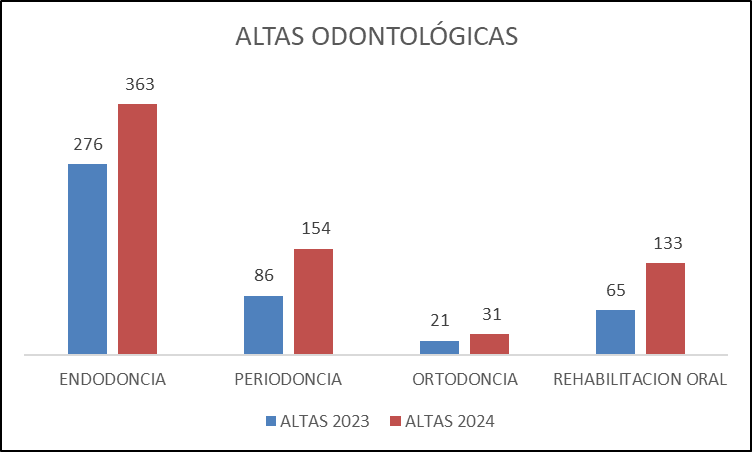 ALTAS ODONTOLÓGICAS
363
276
154
86
21
31
65
133
ENDODONCIA
PERIODONCIA
ORTODONCIA
REHABILITACION ORAL
ALTAS 2023
ALTAS 2024